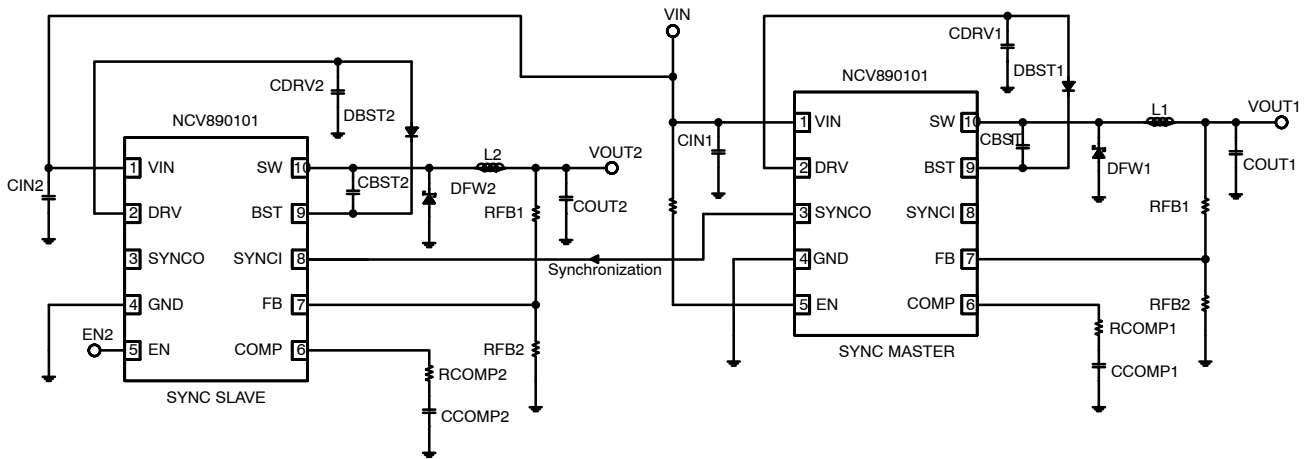 VIN
CDRV1
DBST1
NCV890101
1 VIN
2 DRV
3 SYNCO
4 GND
5 EN
SW 10
BST 9
SYNCI 8
FB 7
COMP 6
SYNC MASTER
CIN1
L1
VOUT1
DFW1
COUT1
RFB1
RFB2
RCOMP1
CCOMP1
CDRV2
DBST2
NCV890101
1 VIN
2 DRV
3 SYNCO
4 GND
5 EN
SW 10
BST 9
SYNCI 8
FB 7
COMP 6
SYNC SLAVE
CIN2
EN2
CBST2
L2
VOUT2
DFW2
COUT2
RFB1
Synchronization
RFB2
RCOMP2
CCOMP2